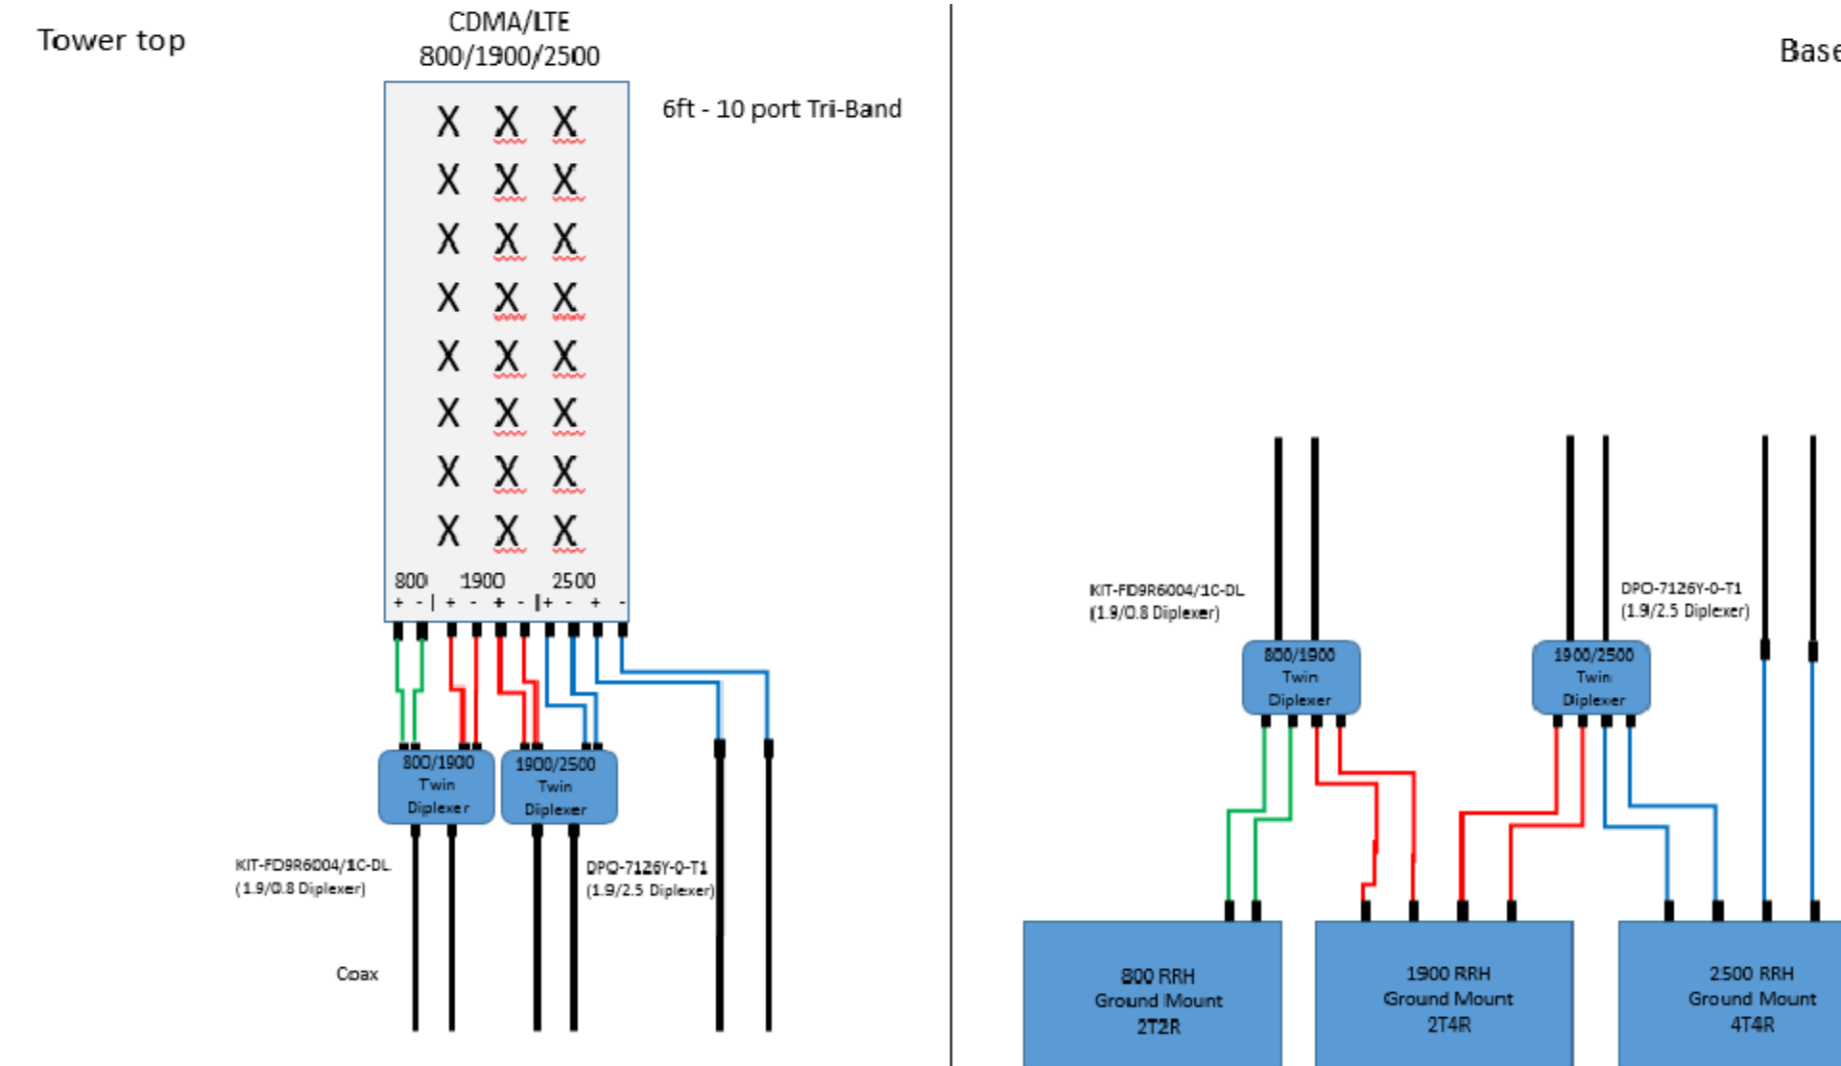 Tower top
CDMA/LTE
800/1900/2500
6ft - 10 port Tri-Band
X X X
X X X
X X X
X X X
X X X
X X X
X X X
X X X
800 1900 2500
+ - | + - + - | + - + -
800/1900
Twin
Diplexer
1900/2500
Twin
Diplexer
KIT-FD9R6004/1C-DL
(1.9/0.8 Diplexer)
DPO-7126Y-0-T1
(1.9/2.5 Diplexer)
Coax
Base
KIT-FD9R6004/1C-DL
(1.9/0.8 Diplexer)
DPO-7126Y-0-T1
(1.9/2.5 Diplexer)
800/1900
Twin
Diplexer
1900/2500
Twin
Diplexer
800 RRH
Ground Mount
2T2R
1900 RRH
Ground Mount
2T4R
2500 RRH
Ground Mount
4T4R